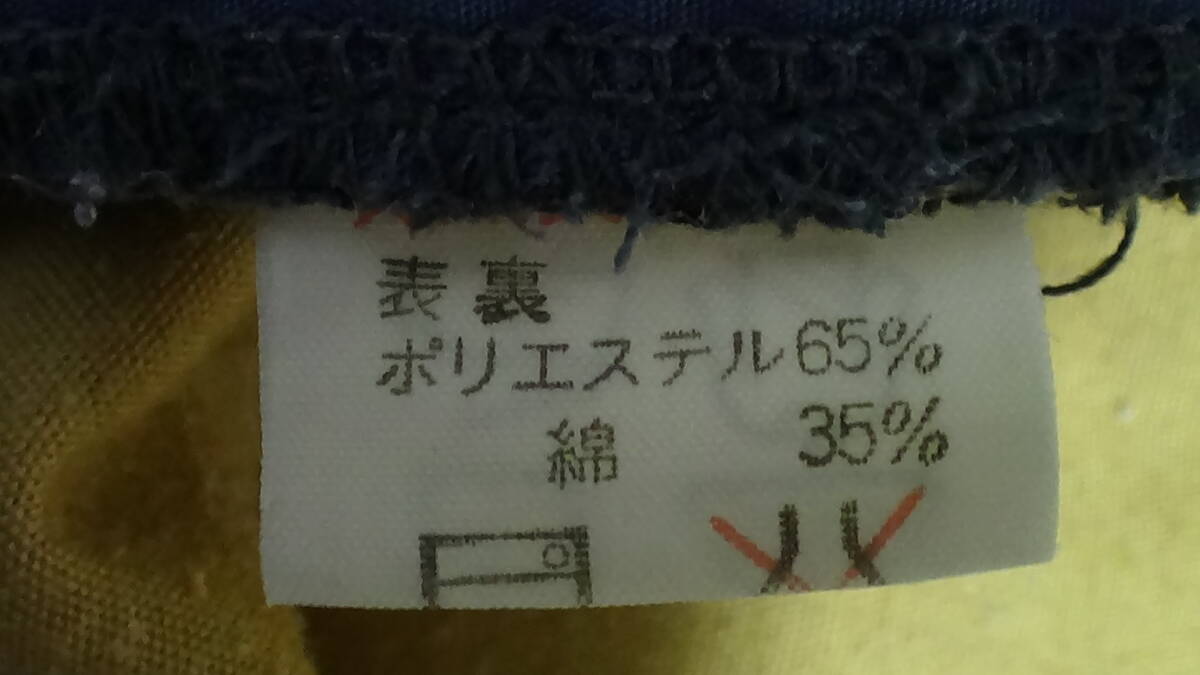 表 裏
ポリエステル65%
綿 35%